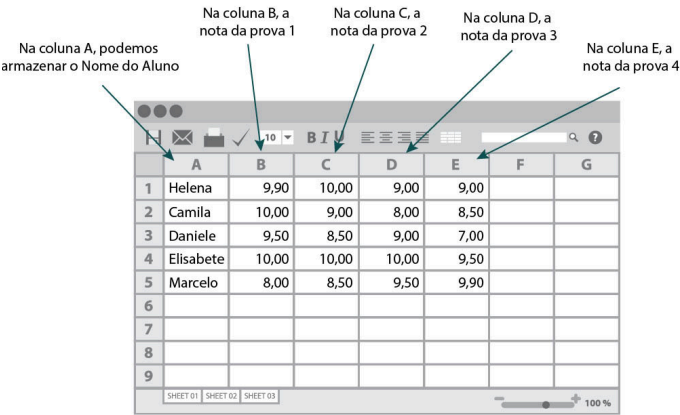 Na coluna A, podemos
armazenar o Nome do Aluno
Na coluna B, a
nota da prova 1
Na coluna C, a
nota da prova 2
Na coluna D, a
nota da prova 3
Na coluna E, a
nota da prova 4
10 B I U ?
A B C D E F G
1 Helena 9,90 10,00 9,00 9,00
2 Camila 10,00 9,00 8,00 8,50
3 Daniele 9,50 8,50 9,00 7,00
4 Elisabete 10,00 10,00 10,00 9,50
5 Marcelo 8,00 8,50 9,50 9,90
6
7
8
9
SHEET 01 SHEET 02 SHEET 03 100 %